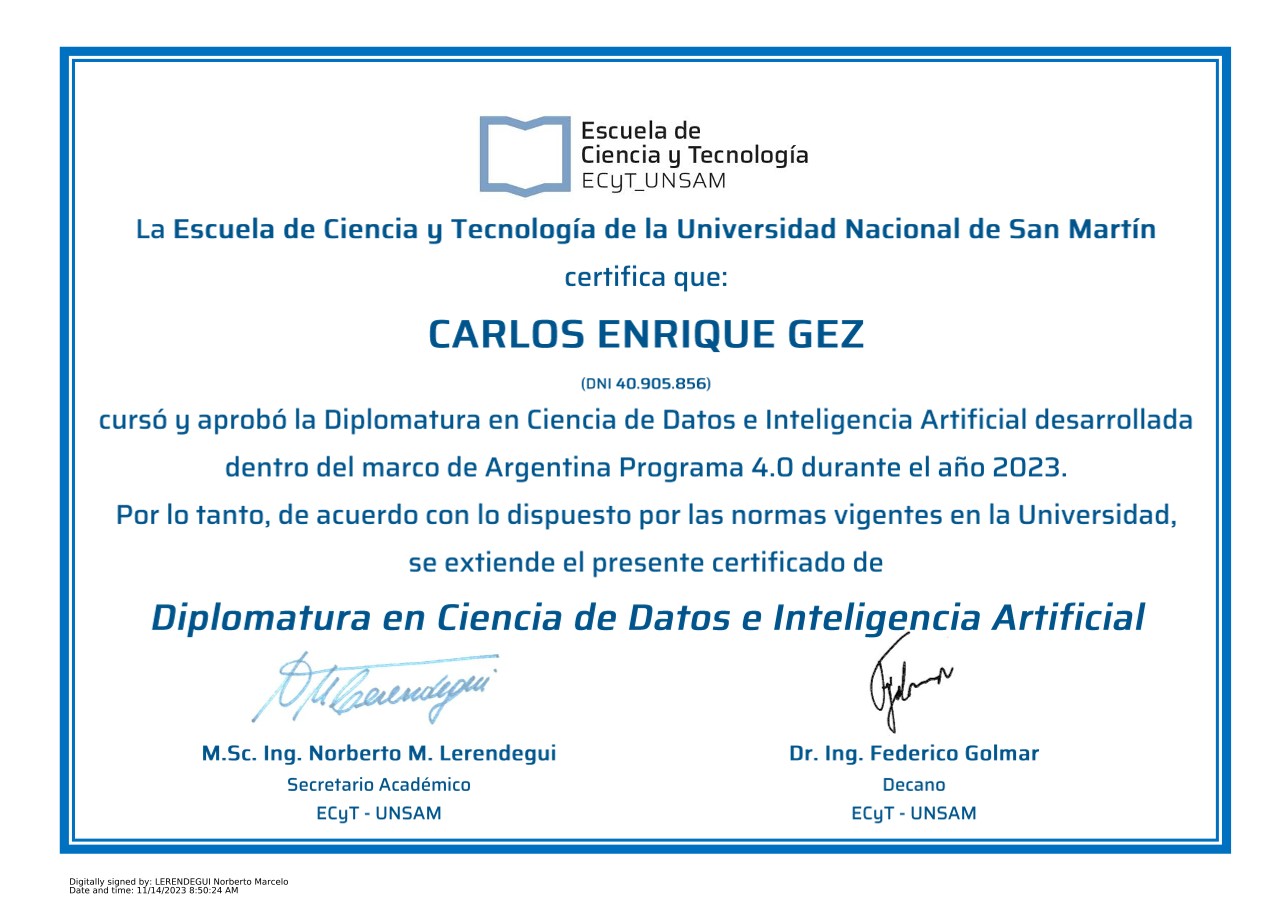 Escuela de
Ciencia y Tecnología
ECyT_UNSAM
La Escuela de Ciencia y Tecnología de la Universidad Nacional de San Martín
certifica que:
CARLOS ENRIQUE GEZ
(DNI 40.905.856)
cursó y aprobó la Diplomatura en Ciencia de Datos e Inteligencia Artificial desarrollada
dentro del marco de Argentina Programa 4.0 durante el año 2023.
Por lo tanto, de acuerdo con lo dispuesto por las normas vigentes en la Universidad,
se extiende el presente certificado de
Diplomatura en Ciencia de Datos e Inteligencia Artificial
M.Sc. Ing. Norberto M. Lerendegui
Secretario Académico
ECyT - UNSAM
Dr. Ing. Federico Golmar
Decano
ECyT - UNSAM
Digitally signed by: LERENDEGUI Norberto Marcelo
Date and time: 11/14/2023 8:50:24 AM